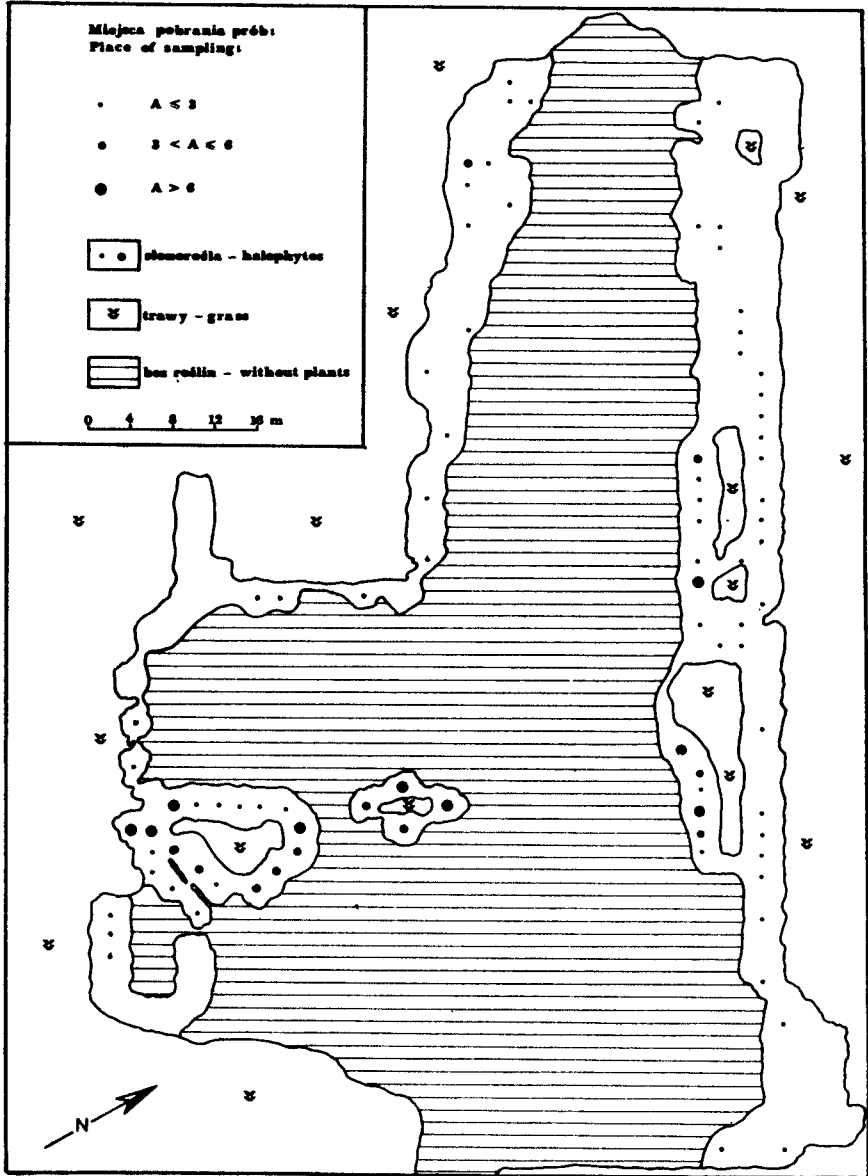 Miejsca pobrania prób:
Place of sampling:
A ≤ 3
3 < A ≤ 6
A > 6
słonorośla - halophytes
trawy - grass
bez roślin - without plants
0 4 8 12 16 m
N